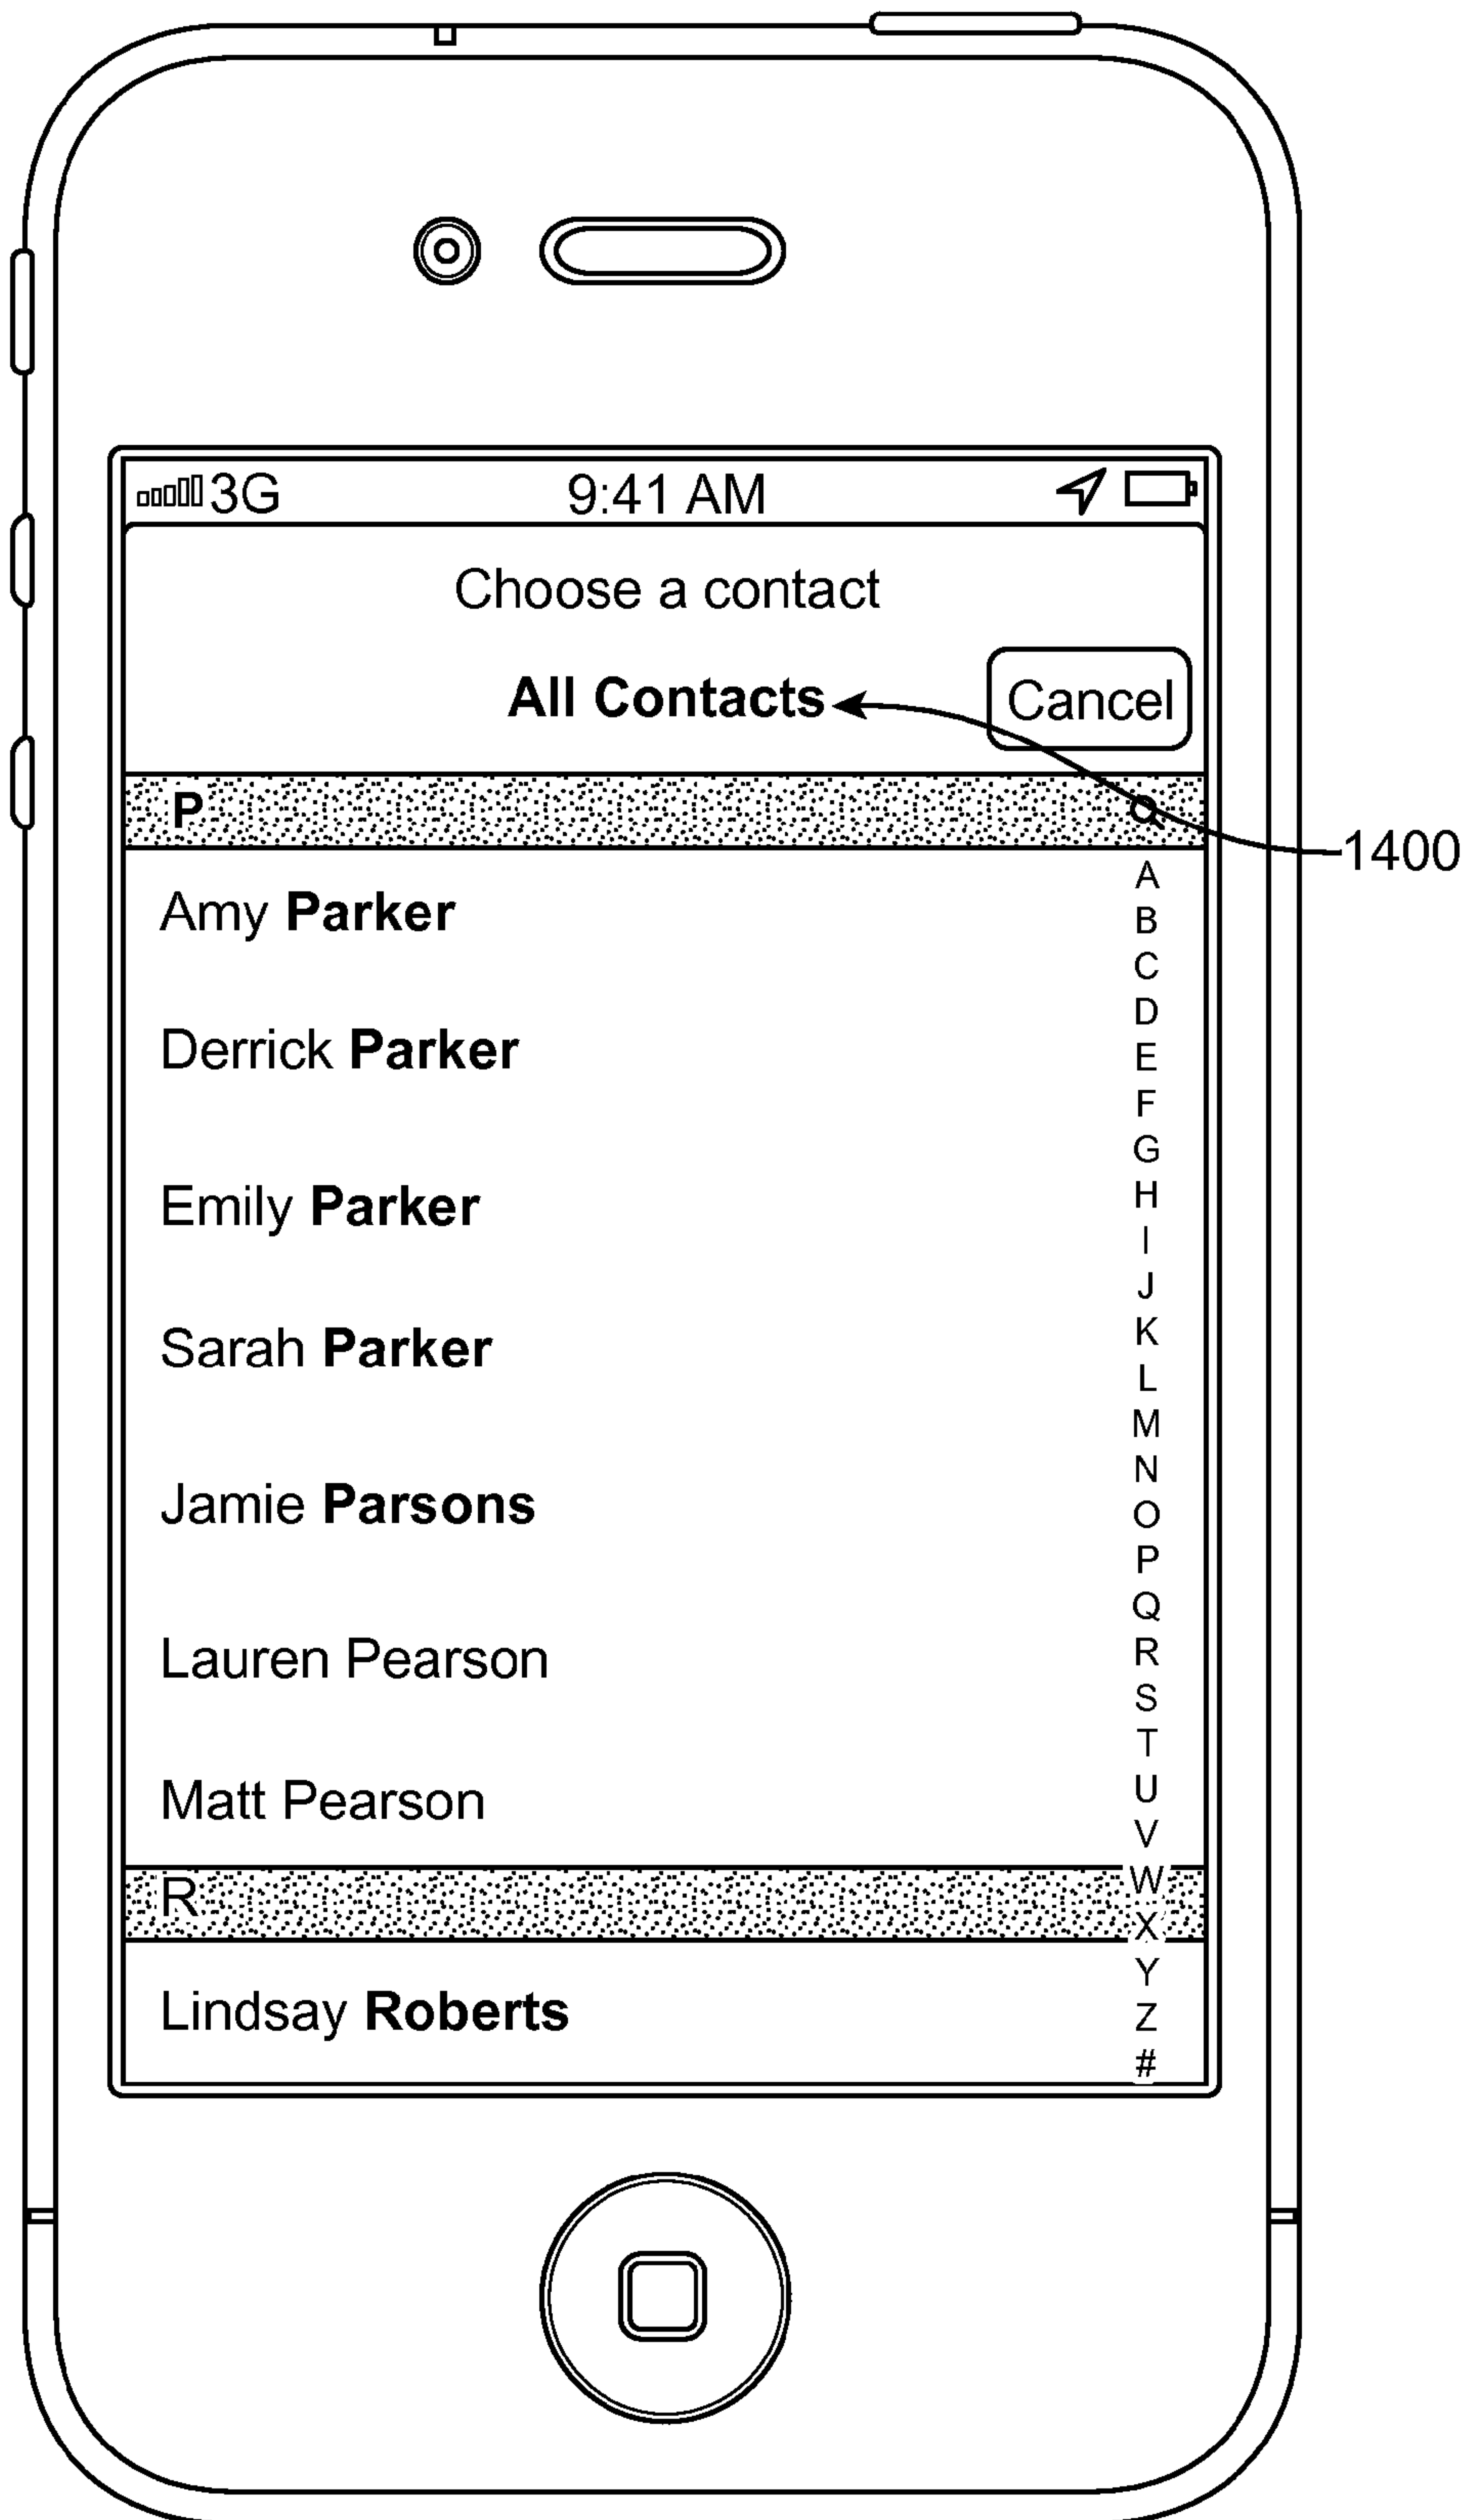 3G 9:41 AM
Choose a contact
All Contacts Cancel
P
1400
A
Amy Parker
B
C
D
Derrick Parker
E
F
G
H
Emily Parker
I
J
K
Sarah Parker
L
M
N
Jamie Parsons
O
P
Q
R
Lauren Pearson
S
T
U
Matt Pearson
V
W
R
X
Y
Lindsay Roberts
Z
#